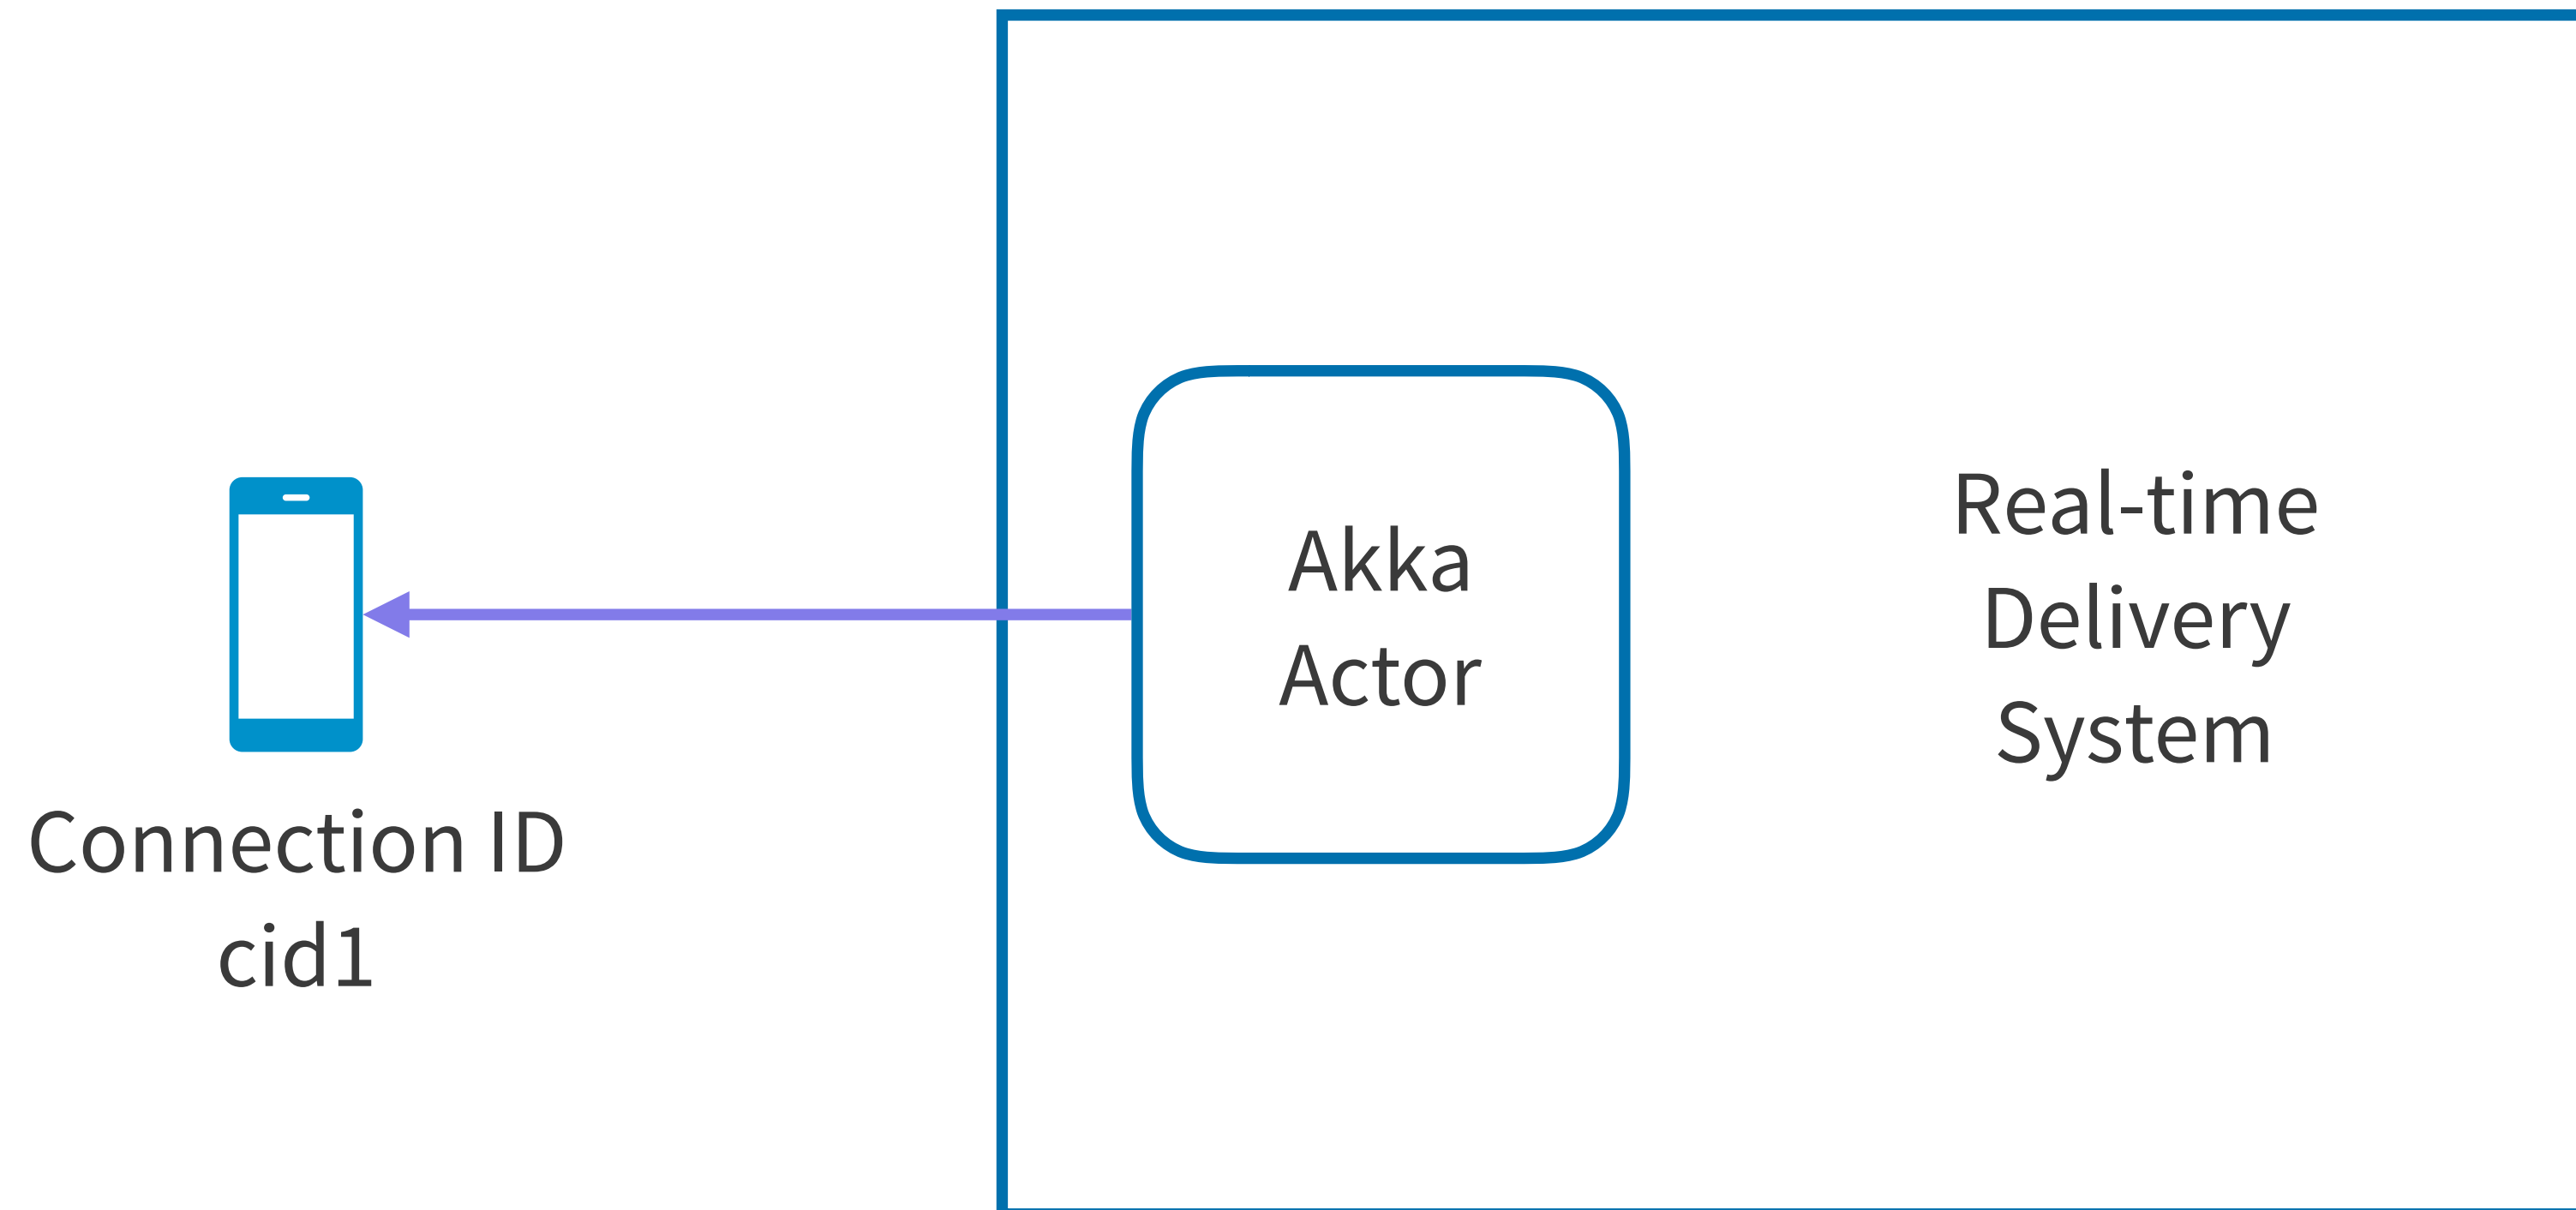 Akka
Actor
Real-time
Delivery
System
Connection ID
cid1